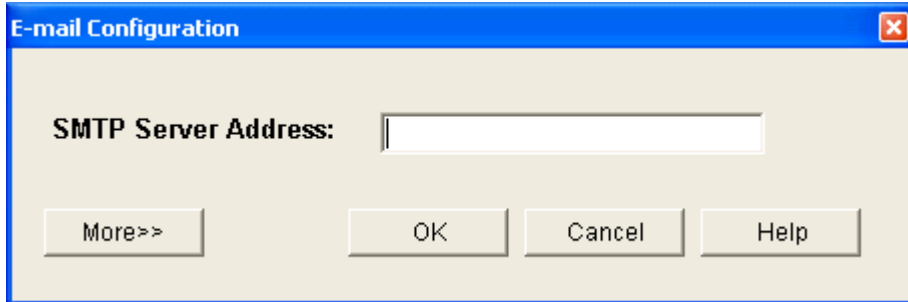 E-mail Configuration
SMTP Server Address:
More>> OK Cancel Help